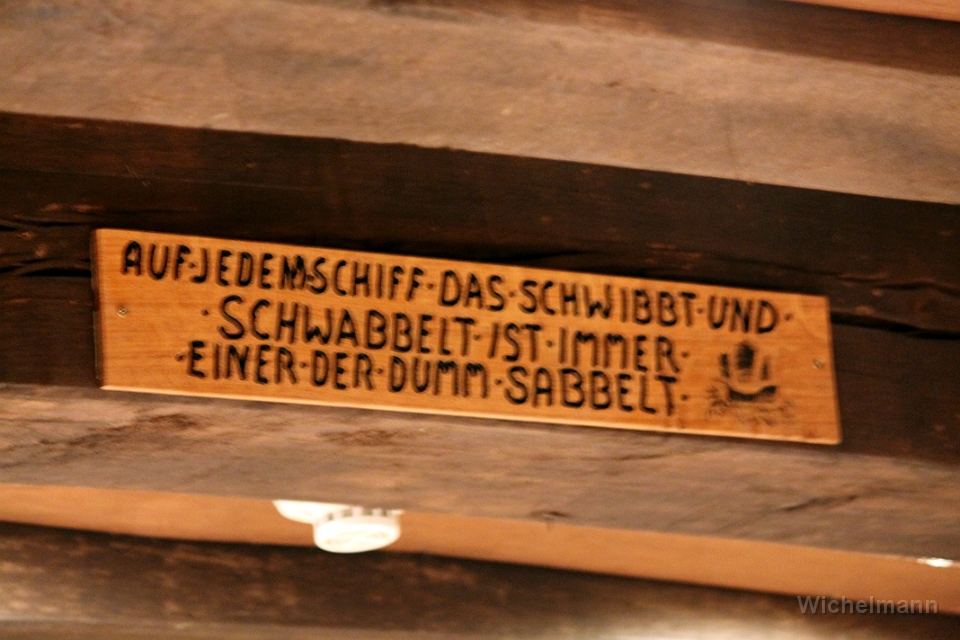 AUF·JEDEM·SCHIFF·DAS·SCHWIBBT·UND·
·SCHWABBELT·IST·IMMER·
·EINER·DER·DUMM·SABBELT·
Wichelmann